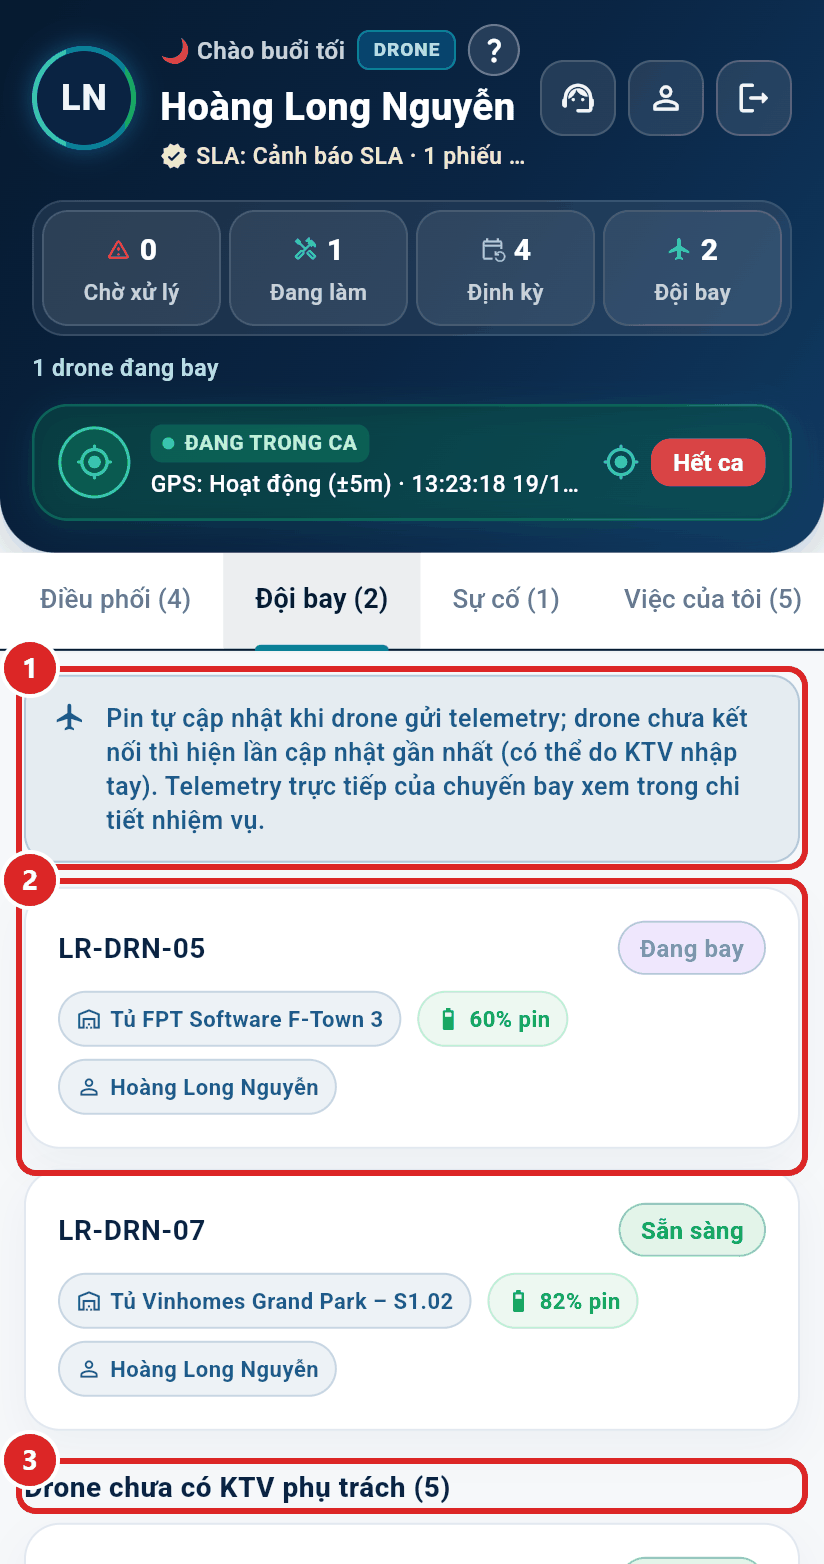 LN
Chào buổi tối
DRONE
?
Hoàng Long Nguyễn
SLA: Cảnh báo SLA · 1 phiếu ...
0
Chờ xử lý
1
Đang làm
4
Định kỳ
2
Đội bay
1 drone đang bay
ĐANG TRONG CA
GPS: Hoạt động (±5m) · 13:23:18 19/1...
Hết ca
Điều phối (4)
Đội bay (2)
Sự cố (1)
Việc của tôi (5)
1
Pin tự cập nhật khi drone gửi telemetry; drone chưa kết
nối thì hiện lần cập nhật gần nhất (có thể do KTV nhập
tay). Telemetry trực tiếp của chuyến bay xem trong chi
tiết nhiệm vụ.
2
LR-DRN-05
Đang bay
Tủ FPT Software F-Town 3
60% pin
Hoàng Long Nguyễn
LR-DRN-07
Sẵn sàng
Tủ Vinhomes Grand Park – S1.02
82% pin
Hoàng Long Nguyễn
3
Drone chưa có KTV phụ trách (5)